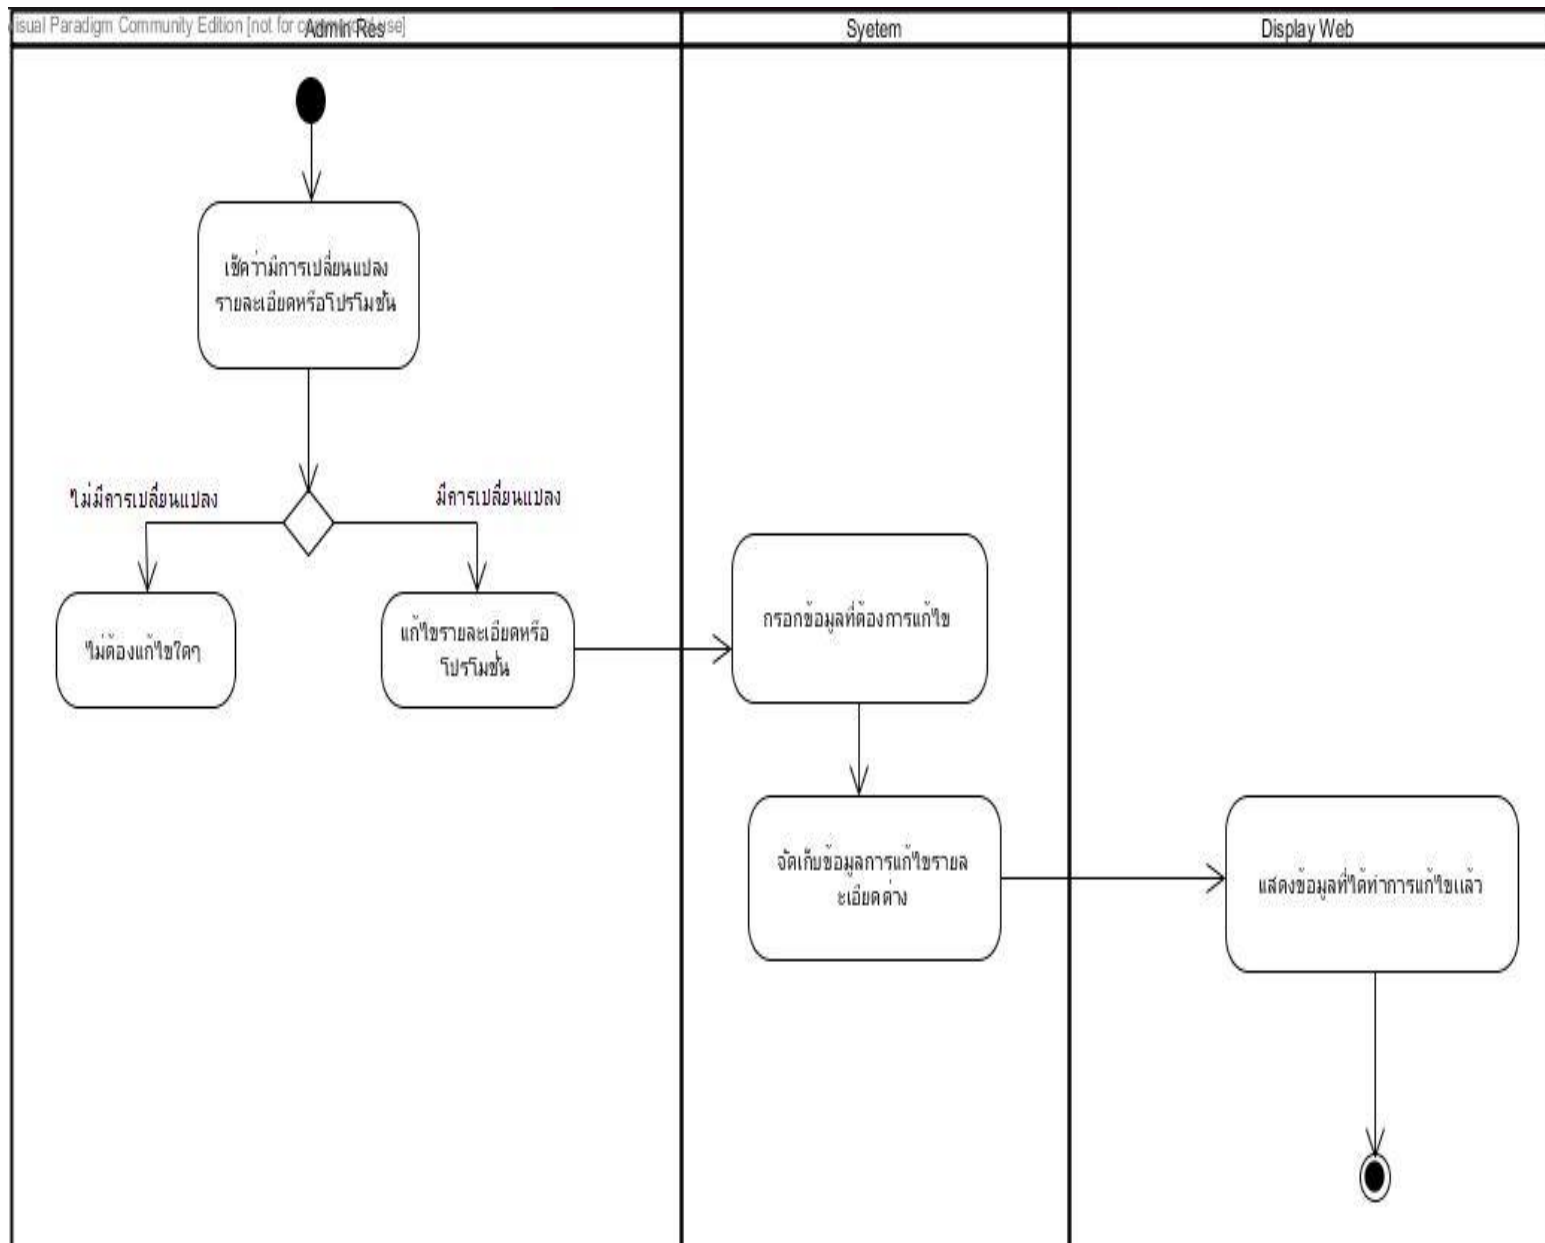 isual Paradigm Community Edition [not for commercial use]
Admin Res
Syetem
Display Web
เช็คว่ามีการเปลี่ยนแปลง
รายละเอียดหรือโปรโมชั่น
ไม่มีการเปลี่ยนแปลง
มีการเปลี่ยนแปลง
ไม่ต้องแก้ไขใดๆ
แก้ไขรายละเอียดหรือ
โปรโมชั่น
กรอกข้อมูลที่ต้องการแก้ไข
จัดเก็บข้อมูลการแก้ไขรายล
ะเอียดต่าง
แสดงข้อมูลที่ได้ทำการแก้ไขแล้ว